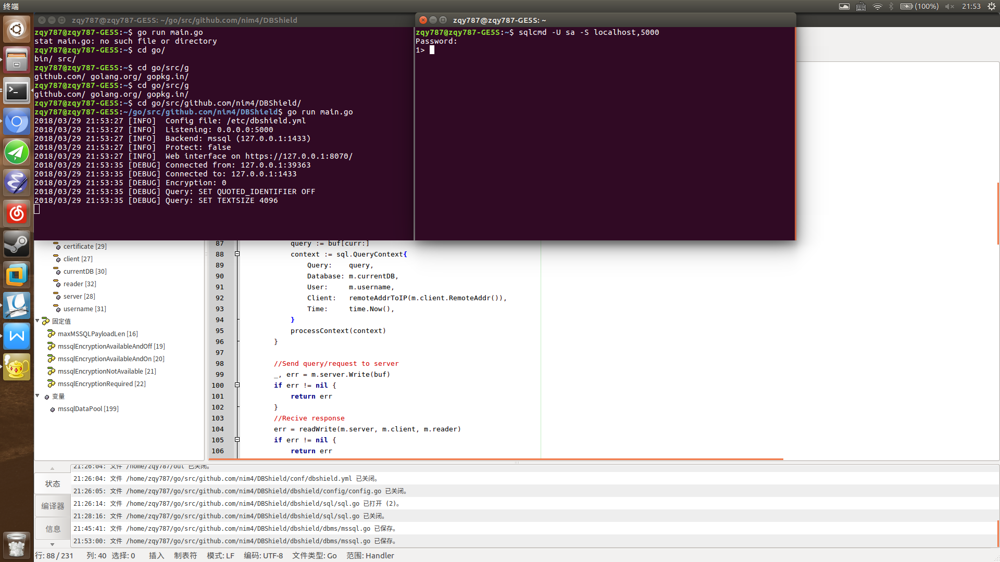 终端
(100%)
21:53
zqy787@zqy787-GE5S: ~/go/src/github.com/nim4/DBShield
zqy787@zqy787-GE5S:~$ go run main.go
stat main.go: no such file or directory
zqy787@zqy787-GE5S:~$ cd go/
bin/ src/
zqy787@zqy787-GE5S:~$ cd go/src/g
github.com/ golang.org/ gopkg.in/
zqy787@zqy787-GE5S:~$ cd go/src/g
github.com/ golang.org/ gopkg.in/
zqy787@zqy787-GE5S:~$ cd go/src/github.com/nim4/DBShield/
zqy787@zqy787-GE5S:~/go/src/github.com/nim4/DBShield$ go run main.go
2018/03/29 21:53:27 [INFO]  Config file: /etc/dbshield.yml
2018/03/29 21:53:27 [INFO]  Listening: 0.0.0.0:5000
2018/03/29 21:53:27 [INFO]  Backend: mssql (127.0.0.1:1433)
2018/03/29 21:53:27 [INFO]  Protect: false
2018/03/29 21:53:27 [INFO]  Web interface on https://127.0.0.1:8070/
2018/03/29 21:53:35 [DEBUG] Connected from: 127.0.0.1:39363
2018/03/29 21:53:35 [DEBUG] Connected to: 127.0.0.1:1433
2018/03/29 21:53:35 [DEBUG] Encryption: 0
2018/03/29 21:53:35 [DEBUG] Query: SET QUOTED_IDENTIFIER OFF
2018/03/29 21:53:35 [DEBUG] Query: SET TEXTSIZE 4096
zqy787@zqy787-GE5S: ~
zqy787@zqy787-GE5S:~$ sqlcmd -U sa -S localhost,5000
Password:
1>
certificate [29]
client [27]
currentDB [30]
reader [32]
server [28]
username [31]
固定值
maxMSSQLPayloadLen [16]
mssqlEncryptionAvailableAndOff [19]
mssqlEncryptionAvailableAndOn [20]
mssqlEncryptionNotAvailable [21]
mssqlEncryptionRequired [22]
变量
mssqlDataPool [199]
87 query := buf[curr:]
88 context := sql.QueryContext{
89 Query:    query,
90 Database: m.currentDB,
91 User:     m.username,
92 Client:   remoteAddrToIP(m.client.RemoteAddr()),
93 Time:     time.Now(),
94 }
95 processContext(context)
96 }
97
98 //Send query/request to server
99 _, err = m.server.Write(buf)
100 if err != nil {
101 return err
102 }
103 //Recive response
104 err = readWrite(m.server, m.client, m.reader)
105 if err != nil {
106 return err
状态
编译器
信息
21:26:04: 文件 /home/zqy787/out 已关闭。
21:26:04: 文件 /home/zqy787/go/src/github.com/nim4/DBShield/conf/dbshield.yml 已关闭。
21:26:05: 文件 /home/zqy787/go/src/github.com/nim4/DBShield/dbshield/config/config.go 已关闭。
21:26:14: 文件 /home/zqy787/go/src/github.com/nim4/DBShield/dbshield/sql/sql.go 已打开 (2)。
21:28:16: 文件 /home/zqy787/go/src/github.com/nim4/DBShield/dbshield/sql/sql.go 已关闭。
21:45:41: 文件 /home/zqy787/go/src/github.com/nim4/DBShield/dbshield/dbms/mssql.go 已保存。
21:53:00: 文件 /home/zqy787/go/src/github.com/nim4/DBShield/dbshield/dbms/mssql.go 已保存。
行: 88 / 231 列: 40 选择: 0 插入 制表符 模式: LF 编码: UTF-8 文件类型: Go 范围: Handler